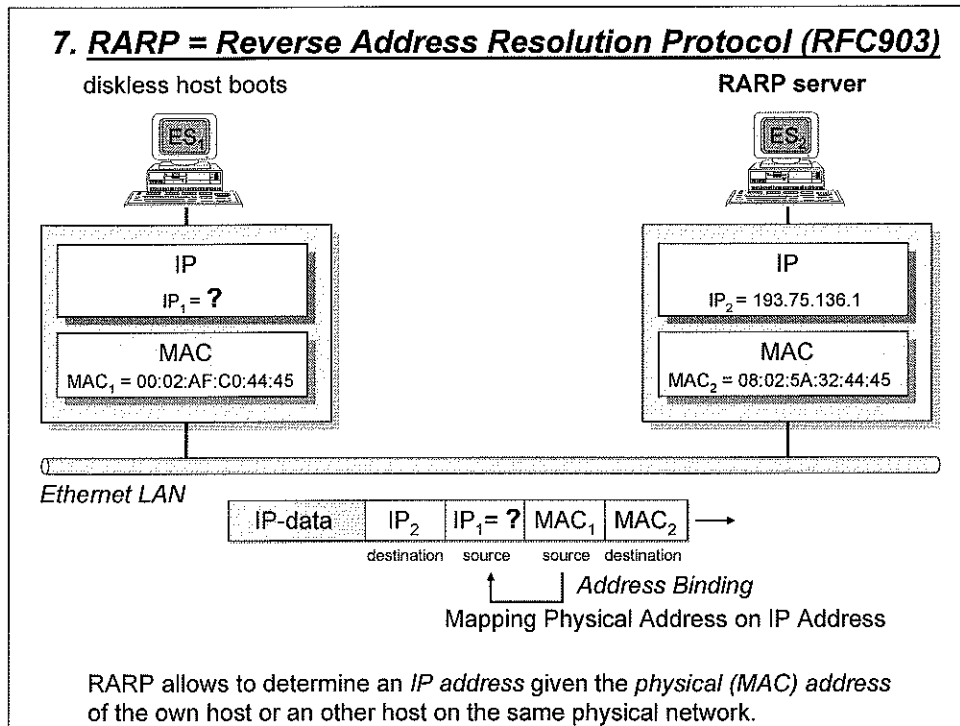 7. RARP = Reverse Address Resolution Protocol (RFC903)
diskless host boots
RARP server
ES1
ES2
IP
IP1 = ?
MAC
MAC1 = 00:02:AF:C0:44:45
IP
IP2 = 193.75.136.1
MAC
MAC2 = 08:02:5A:32:44:45
Ethernet LAN
IP-data IP2 IP1= ? MAC1 MAC2
destination source source destination
Address Binding
Mapping Physical Address on IP Address
RARP allows to determine an IP address given the physical (MAC) address
of the own host or an other host on the same physical network.